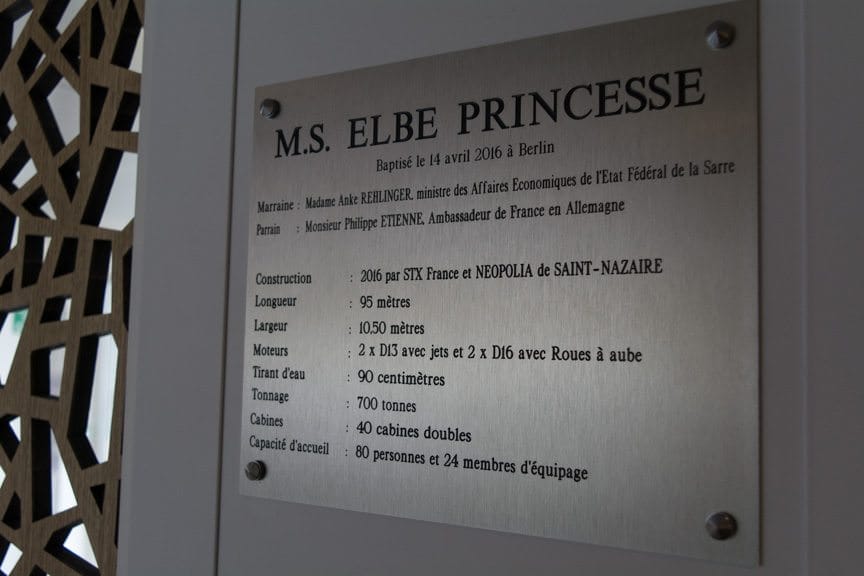 M.S. ELBE PRINCESSE
Baptisé le 14 avril 2016 à Berlin
Marraine : Madame Anke REHLINGER, ministre des Affaires Economiques de l'Etat Fédéral de la Sarre
Parrain : Monsieur Philippe ETIENNE, Ambassadeur de France en Allemagne
Construction : 2016 par STX France et NEOPOLIA de SAINT-NAZAIRE
Longueur : 95 mètres
Largeur : 10,50 mètres
Moteurs : 2 x D13 avec jets et 2 x D16 avec Roues à aube
Tirant d'eau : 90 centimètres
Tonnage : 700 tonnes
Cabines : 40 cabines doubles
Capacité d'accueil : 80 personnes et 24 membres d'équipage